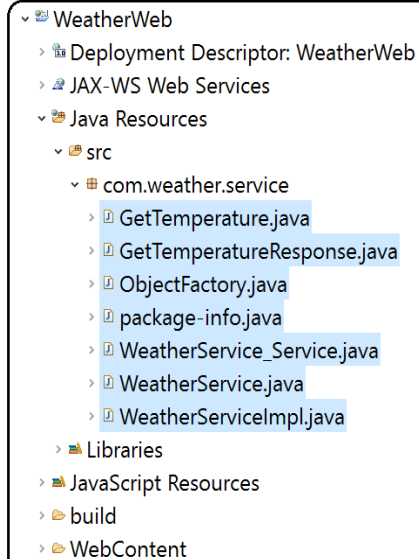 WeatherWeb
Deployment Descriptor: WeatherWeb
JAX-WS Web Services
Java Resources
src
com.weather.service
GetTemperature.java
GetTemperatureResponse.java
ObjectFactory.java
package-info.java
WeatherService_Service.java
WeatherService.java
WeatherServiceImpl.java
Libraries
JavaScript Resources
build
WebContent